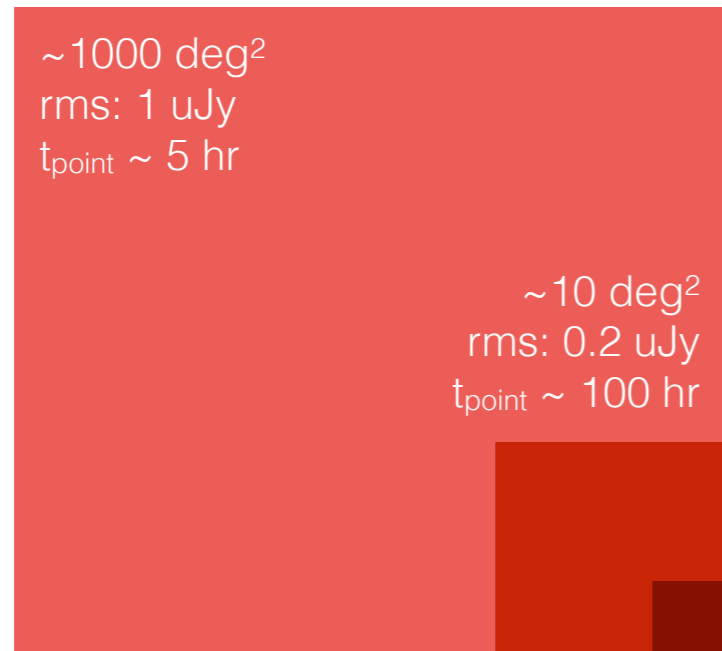 ~1000 deg²
rms: 1 uJy
tpoint ~ 5 hr
~10 deg²
rms: 0.2 uJy
tpoint ~ 100 hr